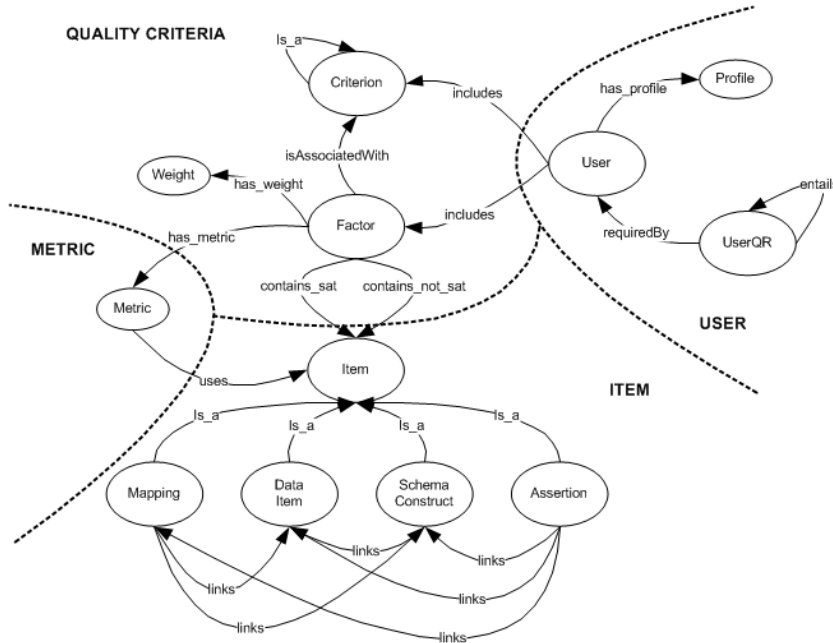 QUALITY CRITERIA
Is_a
Criterion
includes
has_profile
Profile
User
isAssociatedWith
Weight
has_weight
entails
includes
requiredBy
UserQR
Factor
has_metric
METRIC
contains_sat
contains_not_sat
Metric
USER
Item
uses
ITEM
Is_a
Is_a
Is_a
Is_a
Mapping
Data
Item
Schema
Construct
Assertion
links
links
links
links
links
links